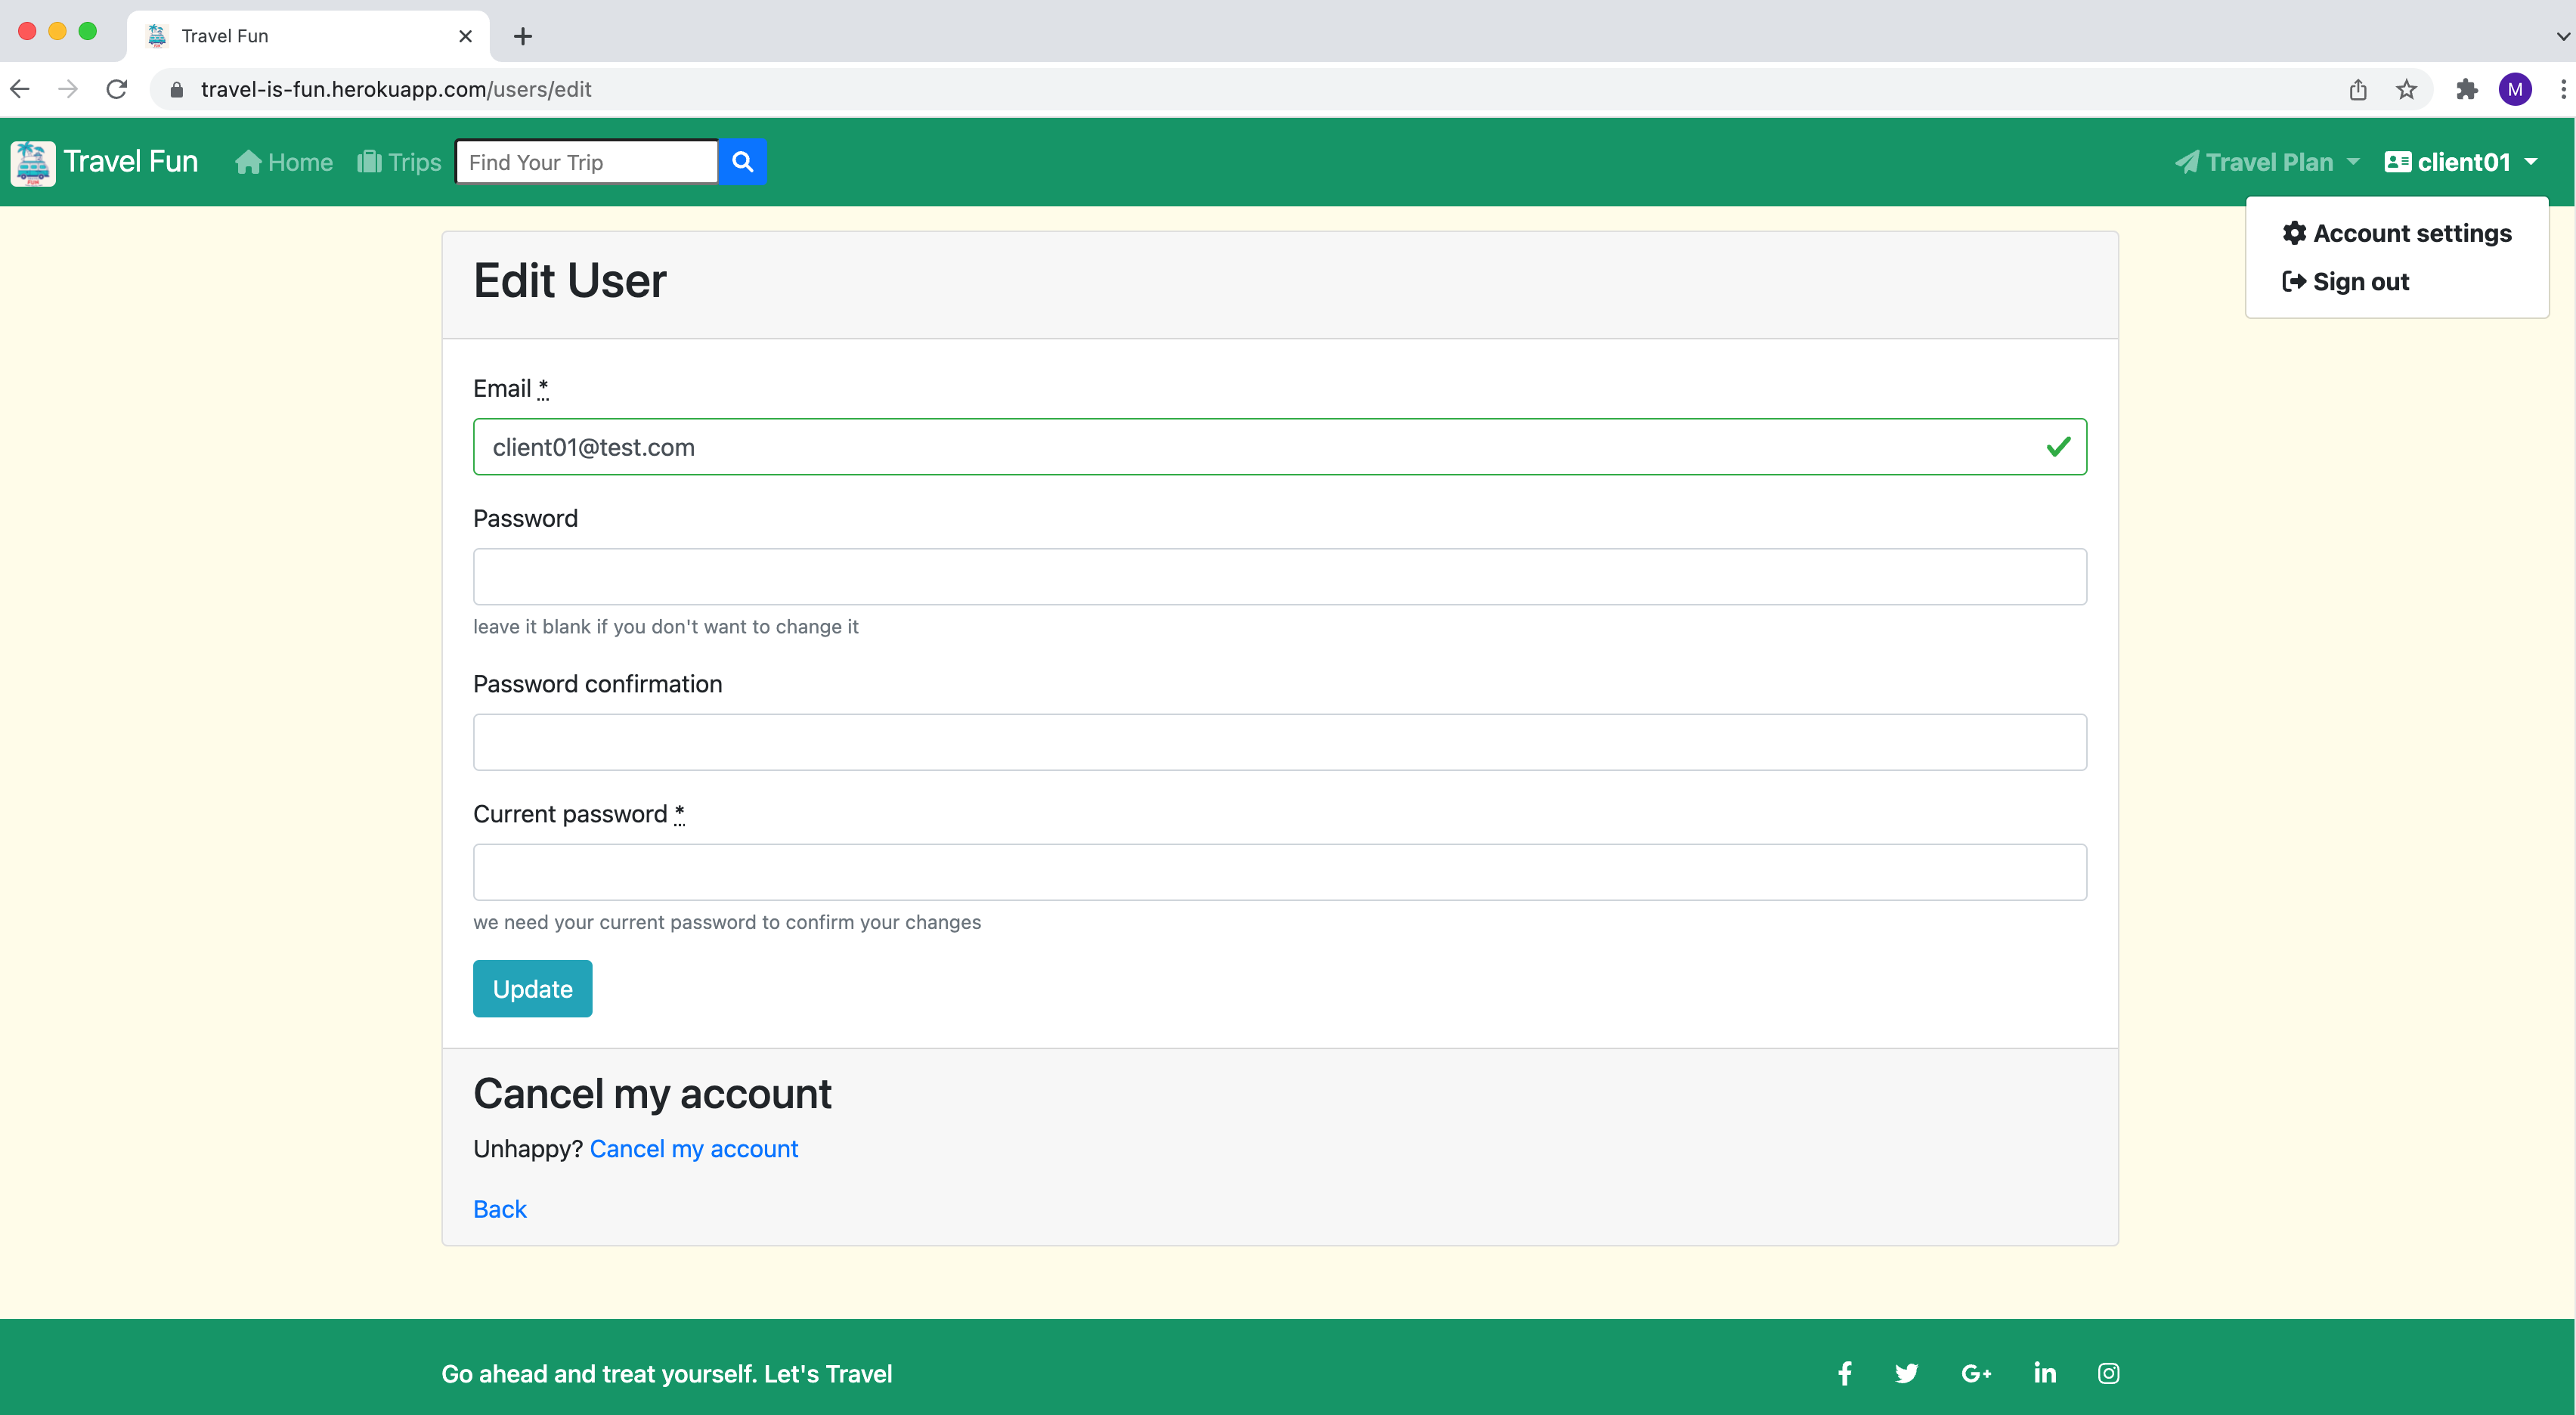 Travel Fun
travel-is-fun.herokuapp.com/users/edit
M
Travel Fun Home Trips Find Your Trip Travel Plan client01
Account settings
Sign out
Edit User
Email *
client01@test.com
Password
leave it blank if you don't want to change it
Password confirmation
Current password *
we need your current password to confirm your changes
Update
Cancel my account
Unhappy? Cancel my account
Back
Go ahead and treat yourself. Let's Travel